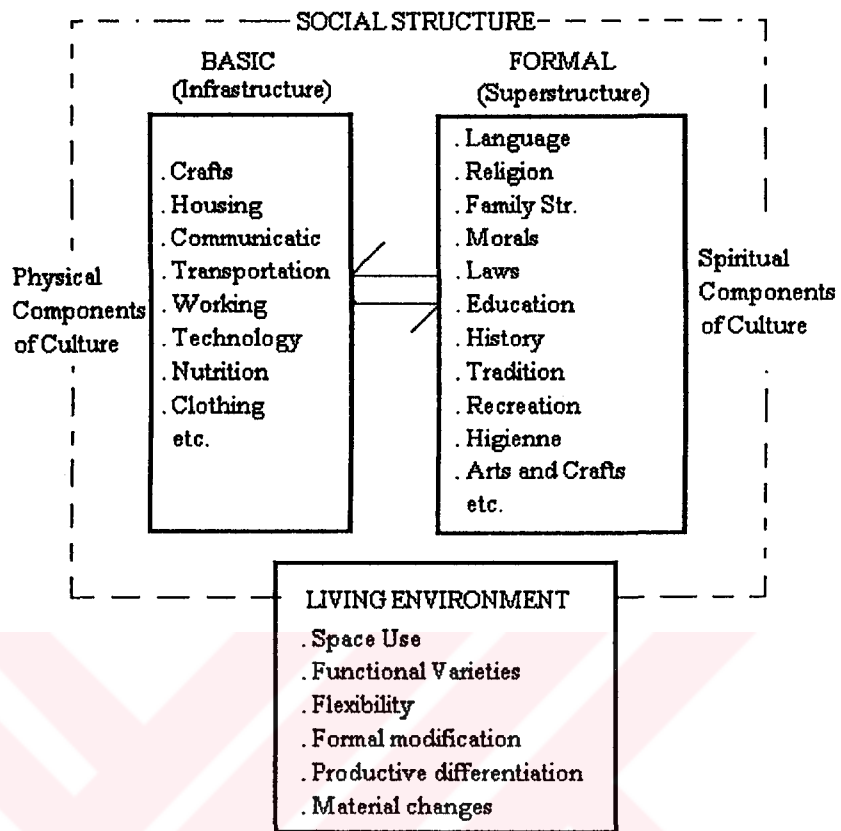 SOCIAL STRUCTURE
BASIC
(Infrastructure)
. Crafts
. Housing
. Communicatic
. Transportation
. Working
. Technology
. Nutrition
. Clothing
etc.
FORMAL
(Superstructure)
. Language
. Religion
. Family Str.
. Morals
. Laws
. Education
. History
. Tradition
. Recreation
. Higienne
. Arts and Crafts
etc.
Physical
Components
of Culture
Spiritual
Components
of Culture
LIVING ENVIRONMENT
. Space Use
. Functional Varieties
. Flexibility
. Formal modification
. Productive differentiation
. Material changes